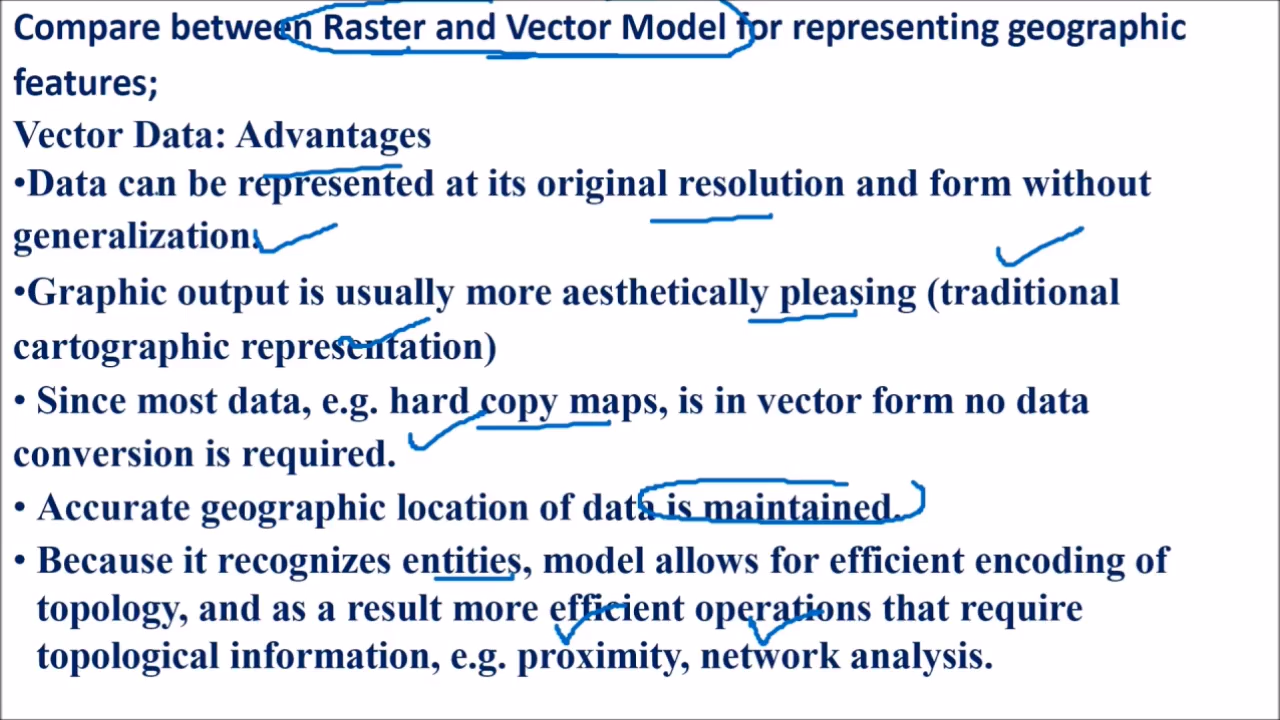 Compare between Raster and Vector Model for representing geographic
features;
Vector Data: Advantages
•Data can be represented at its original resolution and form without
generalization.
•Graphic output is usually more aesthetically pleasing (traditional
cartographic representation)
• Since most data, e.g. hard copy maps, is in vector form no data
conversion is required.
• Accurate geographic location of data is maintained.
• Because it recognizes entities, model allows for efficient encoding of
topology, and as a result more efficient operations that require
topological information, e.g. proximity, network analysis.